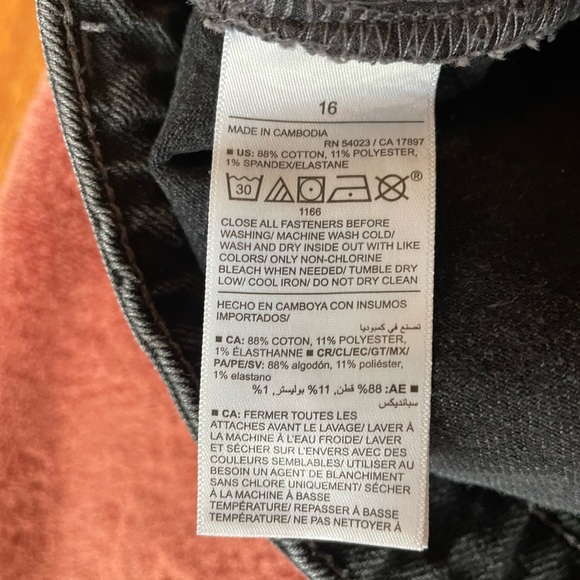 16
MADE IN CAMBODIA
RN 54023 / CA 17897
■ US: 88% COTTON, 11% POLYESTER,
1% SPANDEX/ELASTANE
30
®
1166
CLOSE ALL FASTENERS BEFORE
WASHING/ MACHINE WASH COLD/
WASH AND DRY INSIDE OUT WITH LIKE
COLORS/ ONLY NON-CHLORINE
BLEACH WHEN NEEDED/ TUMBLE DRY
LOW/ COOL IRON/ DO NOT DRY CLEAN
HECHO EN CAMBOYA CON INSUMOS
IMPORTADOS/
تصنع في كمبوديا
■ CA: 88% COTTON, 11% POLYESTER,
1% ÉLASTHANNE ■ CR/CL/EC/GT/MX/
PA/PE/SV: 88% algodón, 11% poliéster,
1% elastano
■ AE: 88% قطن, 11% بوليستر, 1%
سباندیکس
■ CA: FERMER TOUTES LES
ATTACHES AVANT LE LAVAGE/ LAVER À
LA MACHINE À L'EAU FROIDE/ LAVER
ET SÉCHER SUR L'ENVERS AVEC DES
COULEURS SEMBLABLES/ UTILISER AU
BESOIN UN AGENT DE BLANCHIMENT
SANS CHLORE UNIQUEMENT/ SÉCHER
À LA MACHINE À BASSE
TEMPÉRATURE/ REPASSER À BASSE
TEMPÉRATURE/ NE PAS NETTOYER À